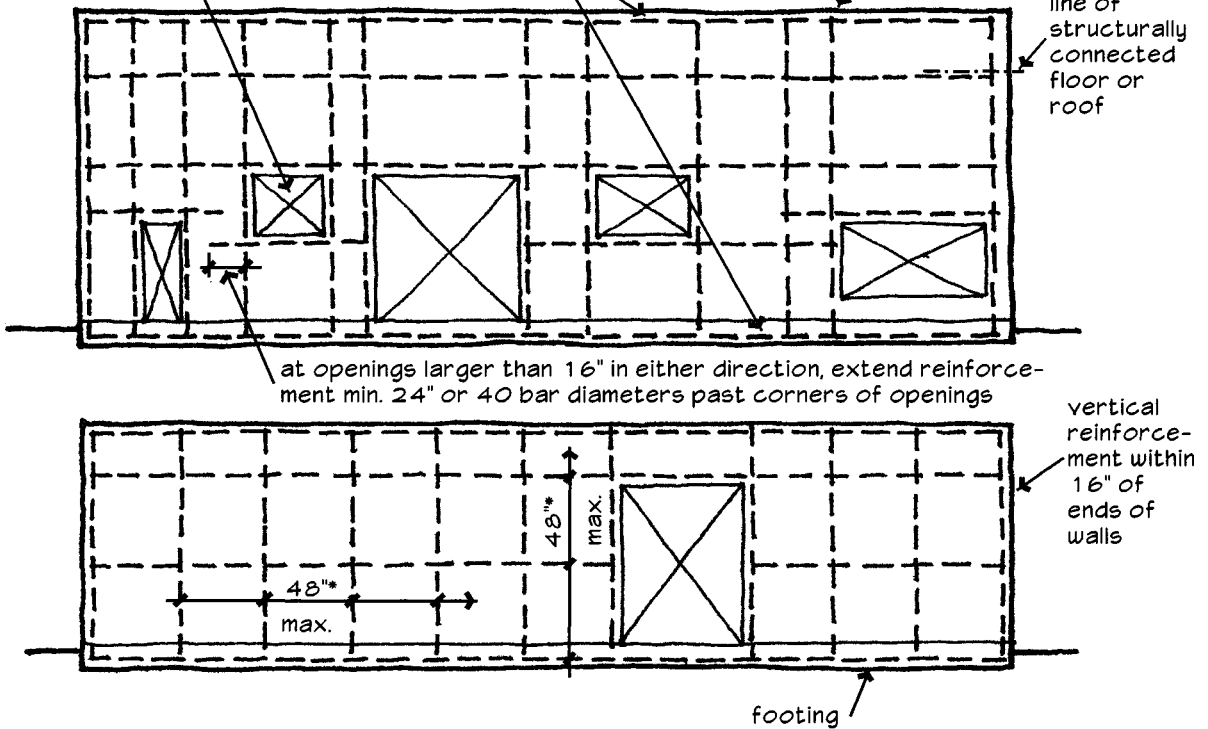 line of
structurally
connected
floor or
roof
at openings larger than 16" in either direction, extend reinforce-
ment min. 24" or 40 bar diameters past corners of openings
vertical
reinforce-
ment within
16" of
ends of
walls
48"*
max.
48"*
max.
footing